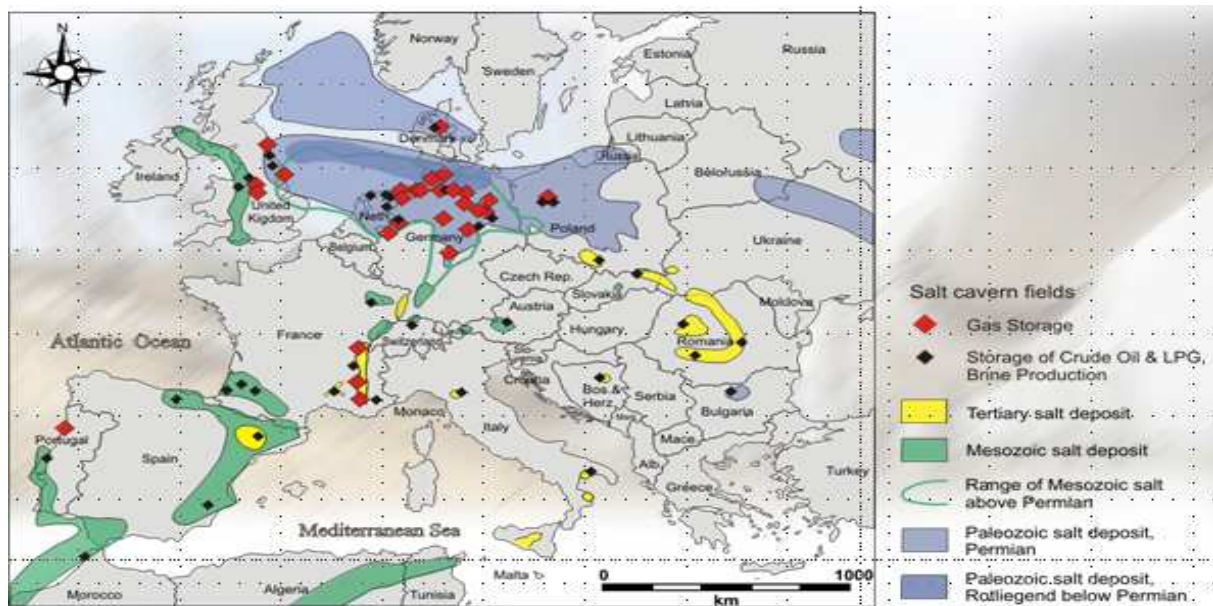 N
Norway
Sweden
Estonia
Russia
Latvia
Lithuania
Russia
Denmark
Ireland
United
Kingdom
Neth.
Belgium
Germany
Poland
Bèlorussia
Ukraine
Czech Rep.
Slovakia
Austria
Hungary
Moldova
Romania
France
Switzerland
Croatia
Bos.&
Herz.
Serbia
Bulgaria
Monaco
Italy
Mace.
Alb.
Greece
Turkey
Atlantic Ocean
Portugal
Spain
Mediterranean Sea
Malta
Morocco
Algeria
Tunisia
0 1000
km
Salt cavern fields
Gas Storage
Storage of Crude Oil & LPG,
Brine Production
Tertiary salt deposit
Mesozoic salt deposit
Range of Mesozoic salt
above Permian
Paleozoic salt deposit,
Permian
Paleozoic salt deposit,
Rotliegend below Permian